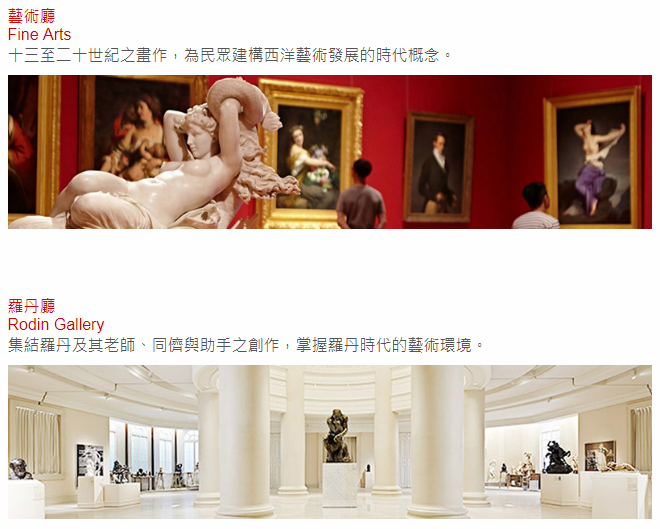 藝術廳
Fine Arts
十三至二十世紀之畫作，為民眾建構西洋藝術發展的時代概念。
羅丹廳
Rodin Gallery
集結羅丹及其老師、同儕與助手之創作，掌握羅丹時代的藝術環境。